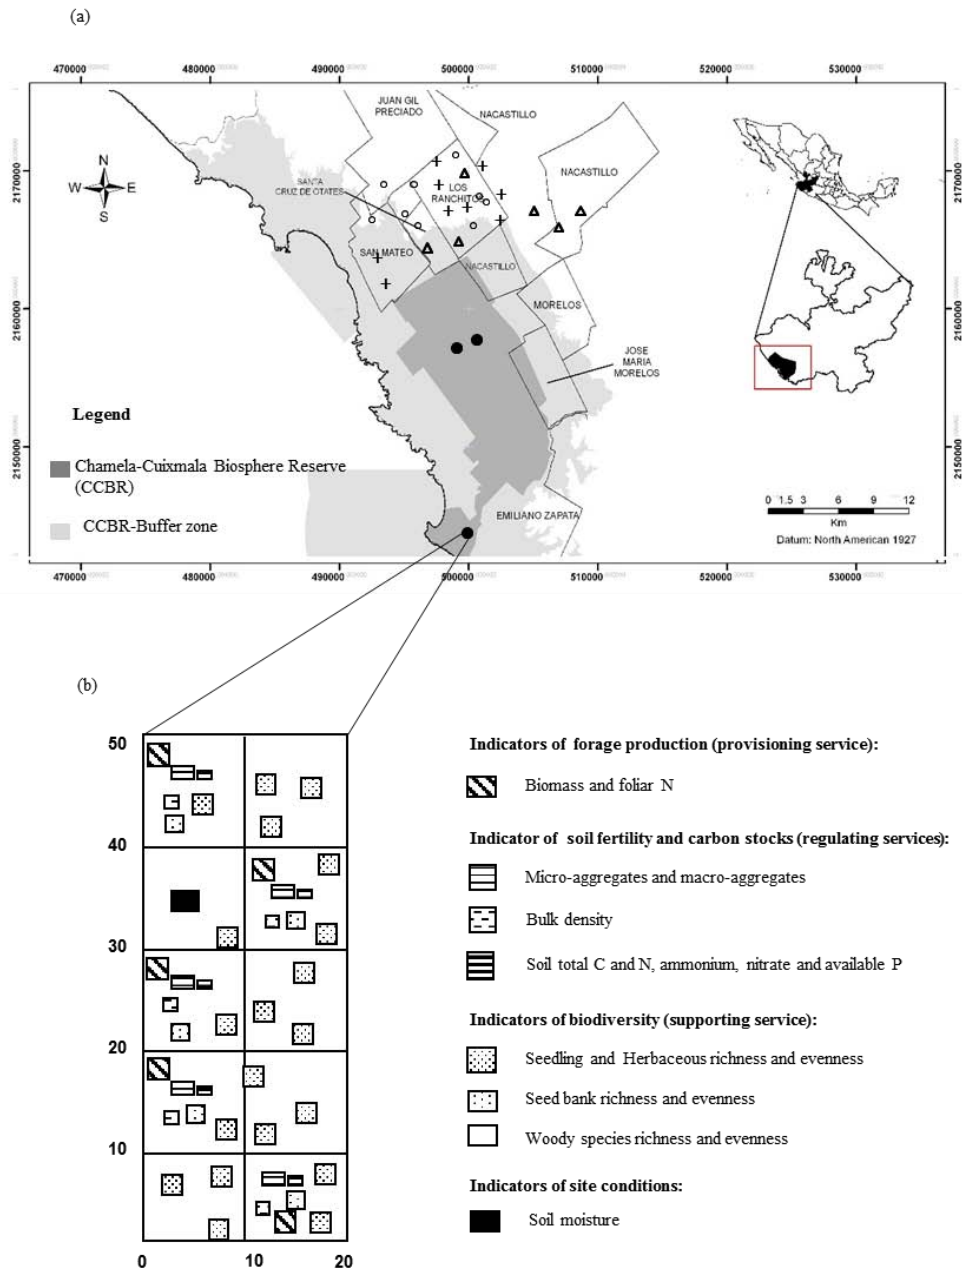 (a)
470000 480000 490000 500000 510000 520000 530000
JUAN GIL
PRECIADO
NACASTILLO
NACASTILLO
2170000
2170000
N
W E
S
SANTA
CRUZ DE OTATES
LOS
RANCHITOS
SAN MATEO
NACASTILLO
2160000
2160000
MORELOS
JOSE
MARIA
MORELOS
Legend
Chamela-Cuixmala Biosphere Reserve
(CCBR)
CCBR-Buffer zone
2150000
2150000
EMILIANO ZAPATA
0 1.5 3 6 9 12
Km
Datum: North American 1927
470000 480000 490000 500000 510000 520000 530000
(b)
50
40
30
20
10
0 10 20
Indicators of forage production (provisioning service):
Biomass and foliar N
Indicator of soil fertility and carbon stocks (regulating services):
Micro-aggregates and macro-aggregates
Bulk density
Soil total C and N, ammonium, nitrate and available P
Indicators of biodiversity (supporting service):
Seedling and Herbaceous richness and evenness
Seed bank richness and evenness
Woody species richness and evenness
Indicators of site conditions:
Soil moisture